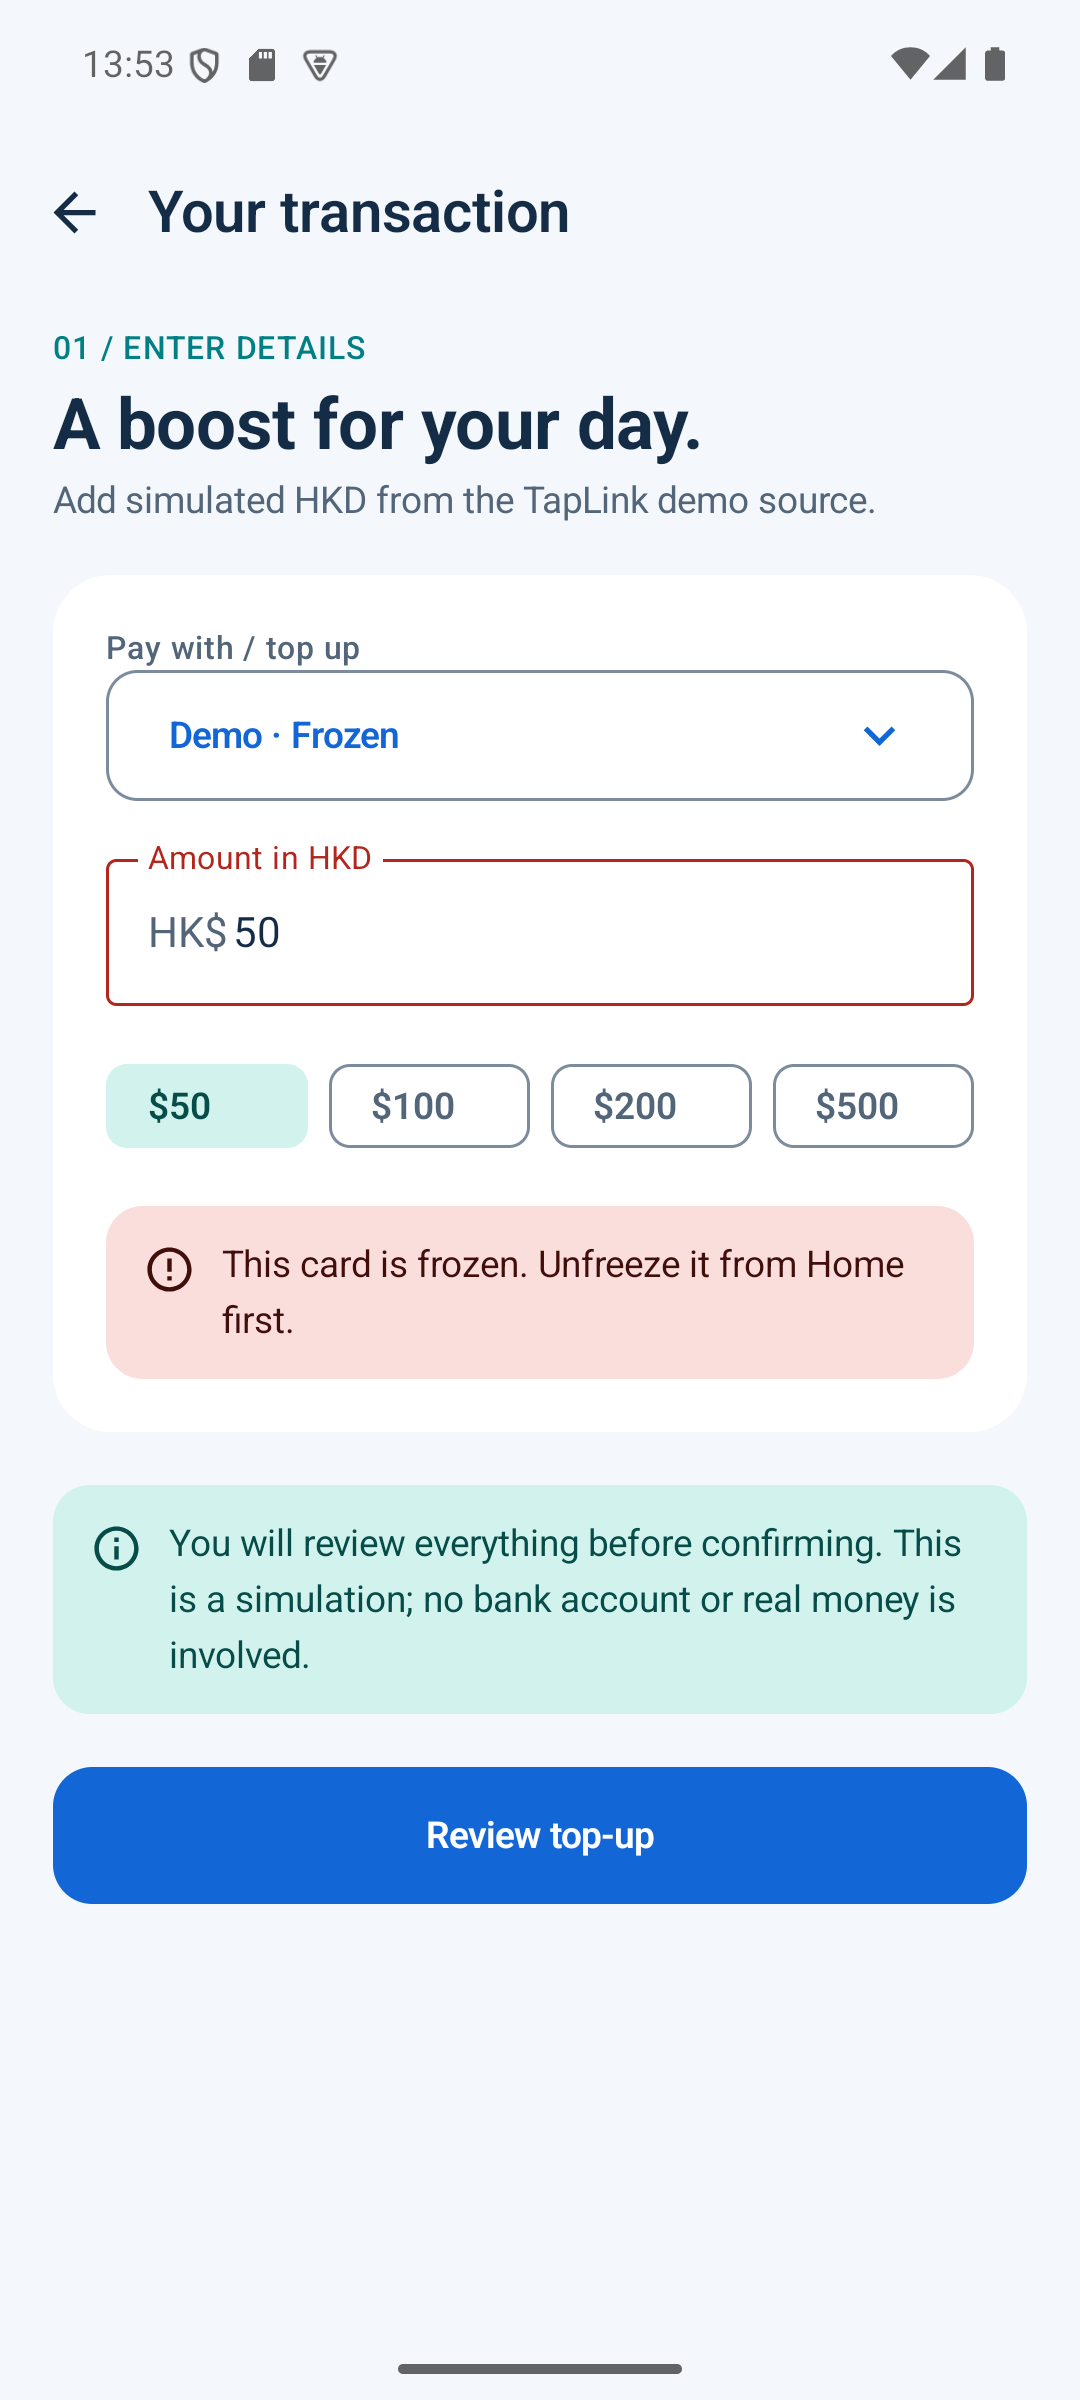 13:53
Your transaction
01 / ENTER DETAILS
A boost for your day.
Add simulated HKD from the TapLink demo source.
Pay with / top up
Demo · Frozen
Amount in HKD
HK$ 50
$50
$100
$200
$500
This card is frozen. Unfreeze it from Home
first.
You will review everything before confirming. This
is a simulation; no bank account or real money is
involved.
Review top-up